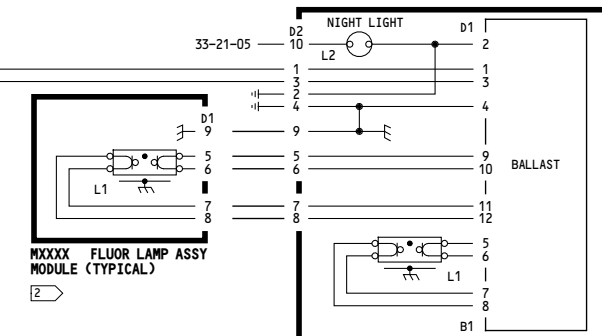 NIGHT LIGHT
D2
D1
33-21-05
10
2
L2
1
1
3
3
2
4
4
D1
9
9
5
5
9
6
6
10
BALLAST
L1
7
7
11
8
8
12
5
6
L1
MXXXX FLUOR LAMP ASSY
MODULE (TYPICAL)
2
7
8
B1